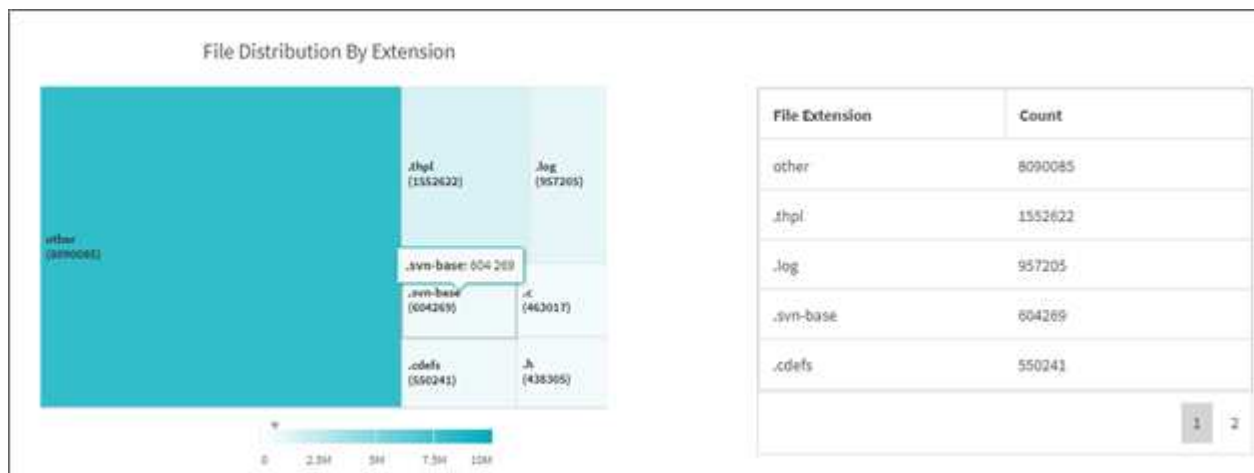 File Distribution By Extension
other
(8090085)
.thpl
(1552622)
.log
(957205)
.svn-base: 604 269
.svn-base
(604269)
.c
(463017)
.cdefs
(550241)
.h
(438305)
0 2.5M 5M 7.5M 10M
File Extension Count
other 8090085
.thpl 1552622
.log 957205
.svn-base 604269
.cdefs 550241
1 2